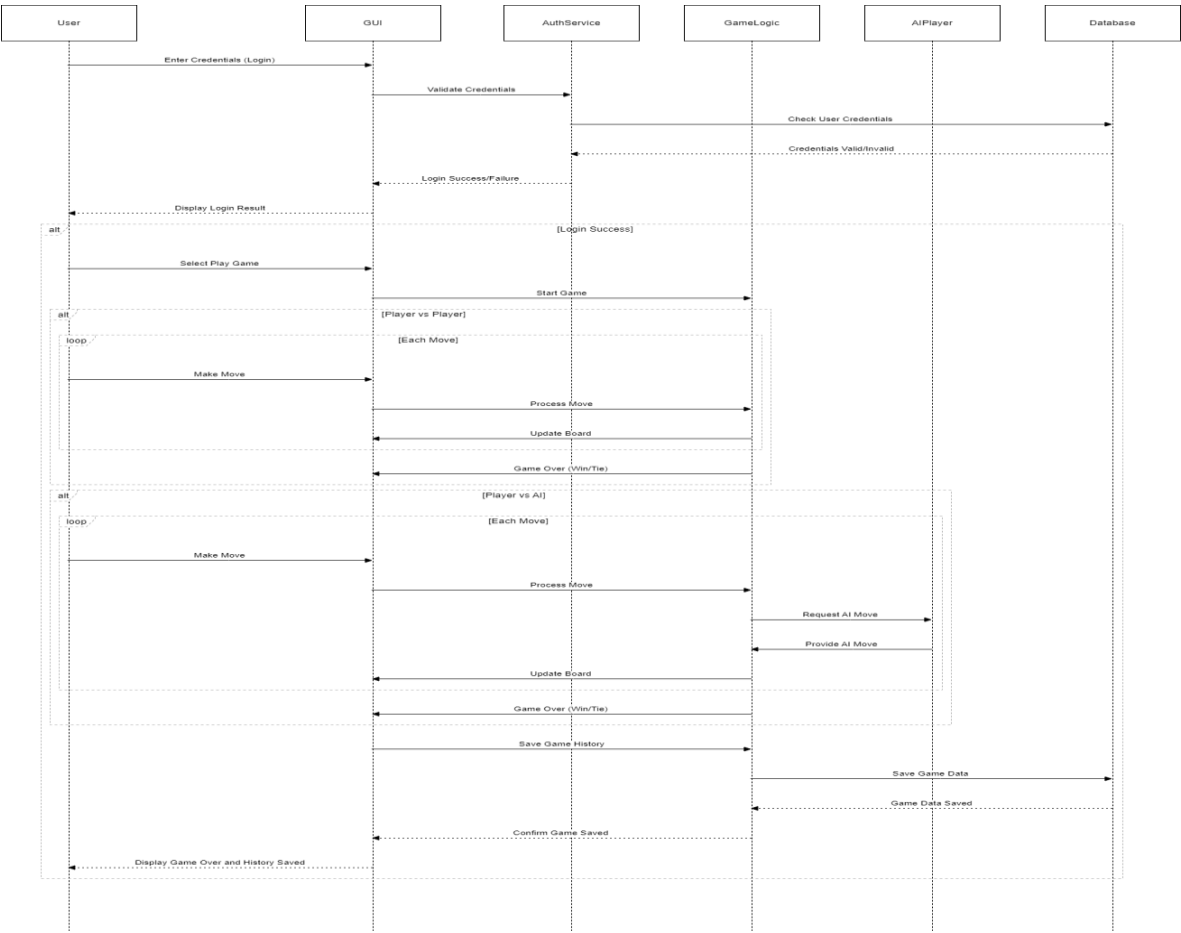 User GUI AuthService GameLogic AIPlayer Database
Enter Credentials (Login)
Validate Credentials
Check User Credentials
Credentials Valid/Invalid
Login Success/Failure
Display Login Result
alt [Login Success]
Select Play Game
Start Game
alt [Player vs Player]
loop [Each Move]
Make Move
Process Move
Update Board
Game Over (Win/Tie)
alt [Player vs AI]
loop [Each Move]
Make Move
Process Move
Request AI Move
Provide AI Move
Update Board
Game Over (Win/Tie)
Save Game History
Save Game Data
Game Data Saved
Confirm Game Saved
Display Game Over and History Saved